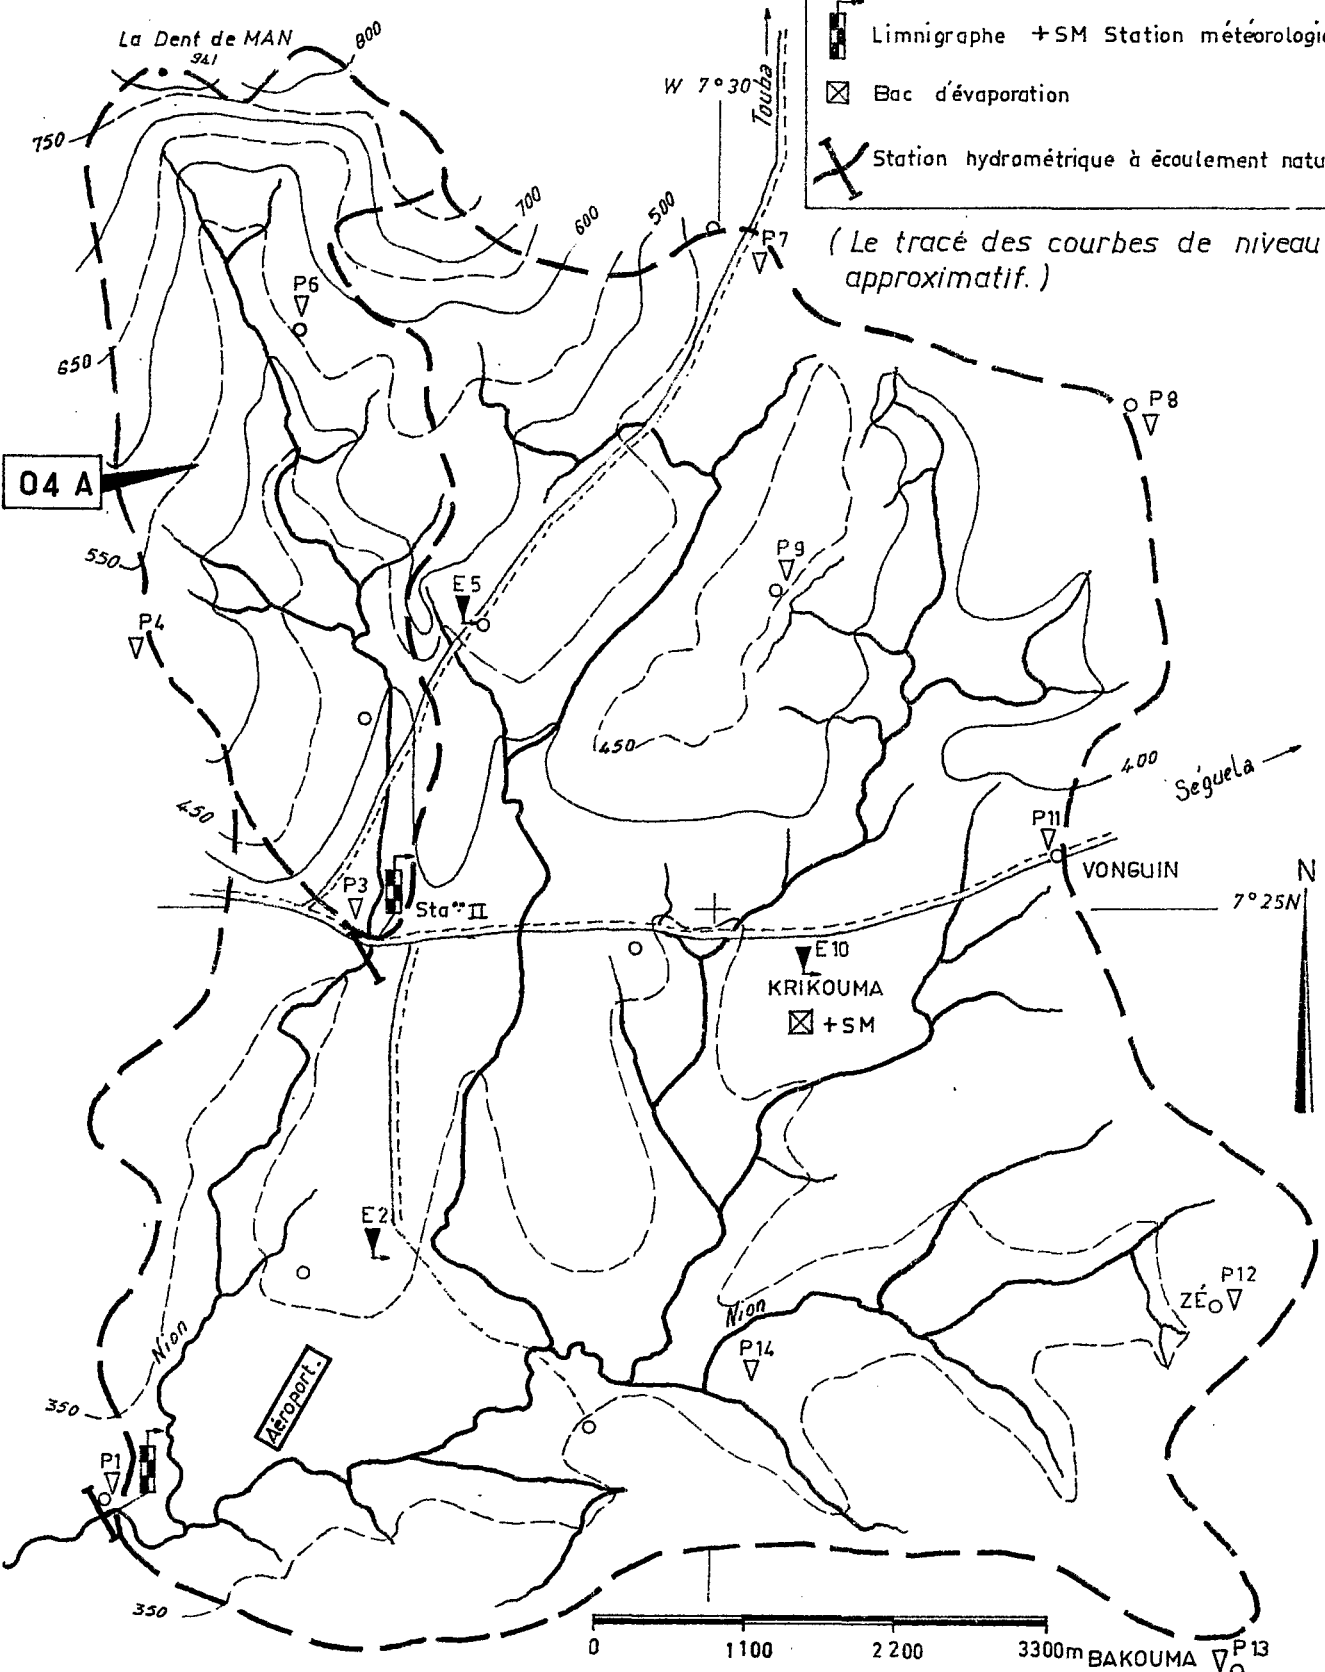 La Dent de MAN
941
800
W 7°30'
Touba
Limnigraphe +SM Station météorologi
Bac d'évaporation
Station hydrométrique à écoulement natu
(Le tracé des courbes de niveau
approximatif.)
750
700
600
500
P7
P6
650
P8
04 A
550
P9
E5
P4
450
400
Séguela
450
P11
VONGUIN
P3
Sta°n II
N
7°25N
E10
KRIKOUMA
+SM
E2
P12
ZÉ
Nion
Nion
P14
Aéroport.
350
P1
350
0 1100 2200 3300m
BAKOUMA
P13